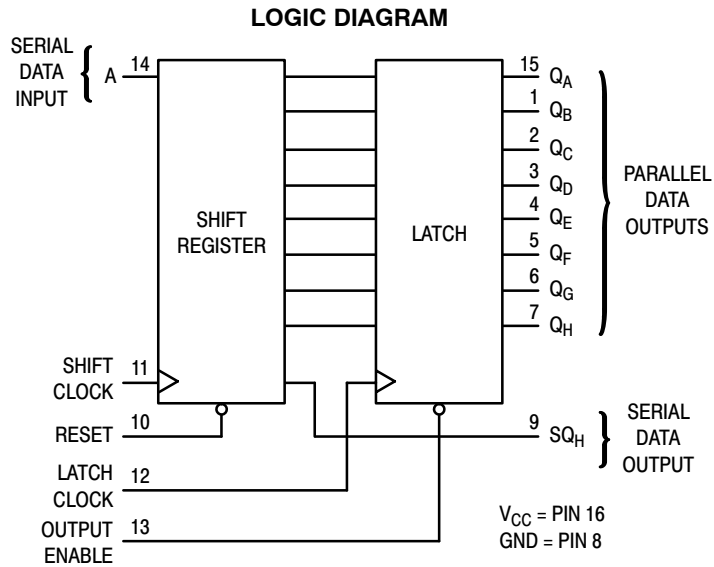 LOGIC DIAGRAM
SERIAL
DATA
INPUT
A
14
SHIFT
REGISTER
LATCH
15 QA
1 QB
2 QC
3 QD
4 QE
5 QF
6 QG
7 QH
PARALLEL
DATA
OUTPUTS
SHIFT
CLOCK
11
RESET
10
LATCH
CLOCK
12
OUTPUT
ENABLE
13
9 SQH
SERIAL
DATA
OUTPUT
VCC = PIN 16
GND = PIN 8